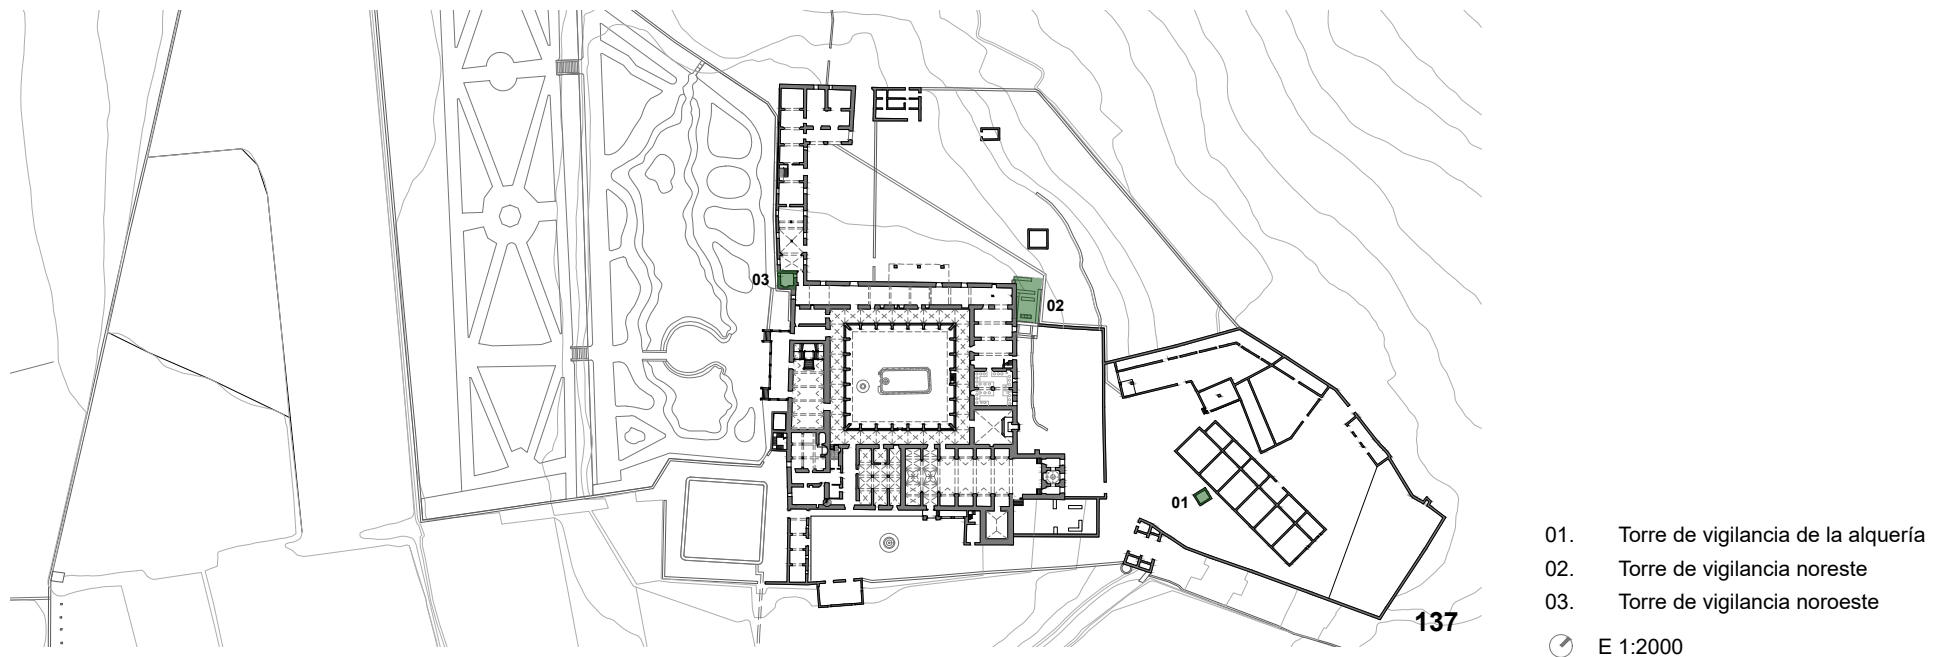 03
02
01
137
01. Torre de vigilancia de la alquería
02. Torre de vigilancia noreste
03. Torre de vigilancia noroeste
E 1:2000